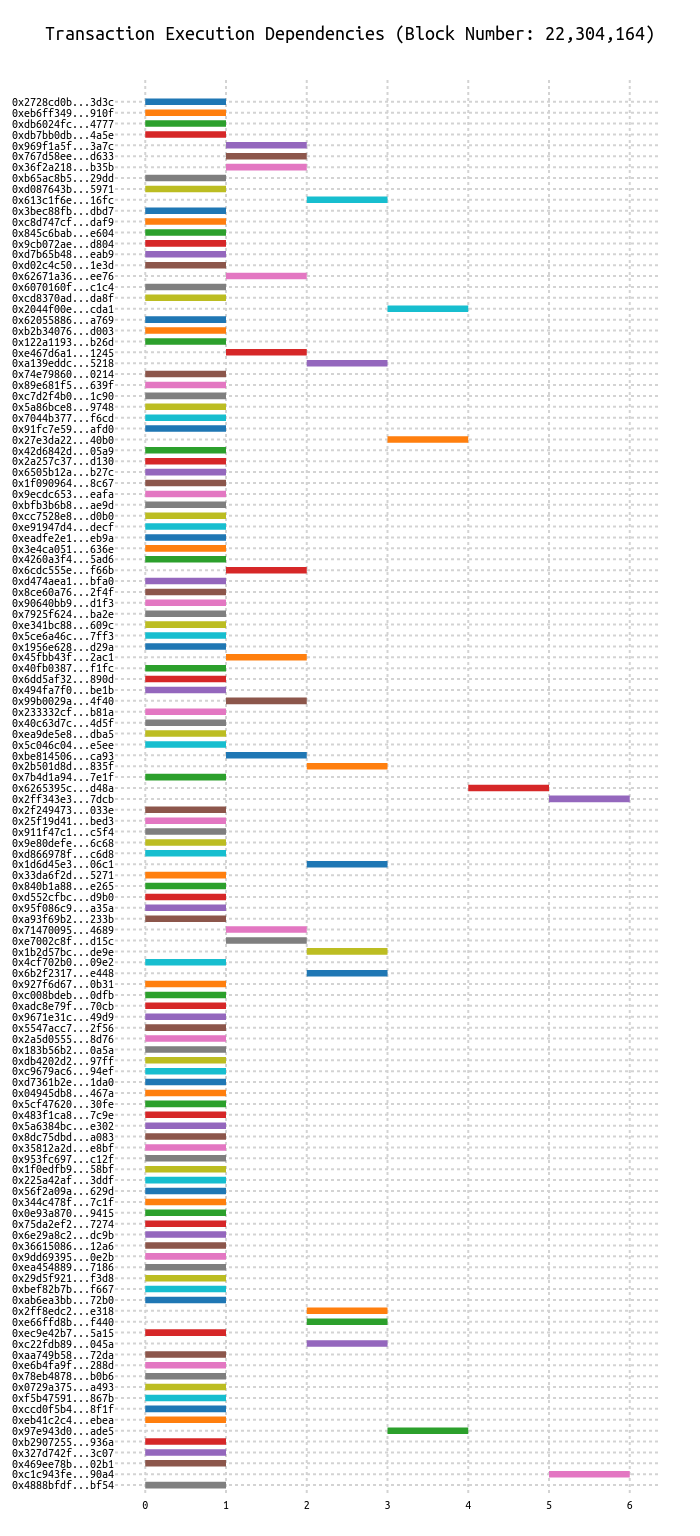 Transaction Execution Dependencies (Block Number: 22,304,164)
0x2728cd0b...3d3c
0xeb6ff349...910f
0xdb6024fc...4777
0xdb7bb0db...4a5e
0x969f1a5f...3a7c
0x767d58ee...d633
0x36f2a218...b35b
0xb65ac8b5...29dd
0xd087643b...5971
0x613c1f6e...16fc
0x3bec88fb...dbd7
0xc8d747cf...daf9
0x845c6bab...e604
0x9cb072ae...d804
0xd7b65b48...eab9
0xd02c4c50...1e3d
0x62671a36...ee76
0x6070160f...c1c4
0xcd8370ad...da8f
0x2044f00e...cda1
0x62055886...a769
0xb2b34076...d003
0x122a1193...b26d
0xe467d6a1...1245
0xa139eddc...5218
0x74e79860...0214
0x89e681f5...639f
0xc7d2f4b0...1c90
0x5a86bce8...9748
0x7044b377...f6cd
0x91fc7e59...afd0
0x27e3da22...40b0
0x42d6842d...05a9
0x2a257c37...d130
0x6505b12a...b27c
0x1f090964...8c67
0x9ecdc653...eafa
0xbfb3b6b8...ae9d
0xcc7528e8...d0b0
0xe91947d4...decf
0xeadfe2e1...eb9a
0x3e4ca051...636e
0x4260a3f4...5ad6
0x6cdc555e...f66b
0xd474aea1...bfa0
0x8ce60a76...2f4f
0x90640bb9...d1f3
0x7925f624...ba2e
0xe341bc88...609c
0x5ce6a46c...7ff3
0x1956e628...d29a
0x45fbb43f...2ac1
0x40fb0387...f1fc
0x6dd5af32...890d
0x494fa7f0...be1b
0x99b0029a...4f40
0x233332cf...b81a
0x40c63d7c...4d5f
0xea9de5e8...dba5
0x5c046c04...e5ee
0xbe814506...ca93
0x2b501d8d...835f
0x7b4d1a94...7e1f
0x6265395c...d48a
0x2ff343e3...7dcb
0x2f249473...033e
0x25f19d41...bed3
0x911f47c1...c5f4
0x9e80defe...6c68
0xd866978f...c6d8
0x1d6d45e3...06c1
0x33da6f2d...5271
0x840b1a88...e265
0xd552cfbc...d9b0
0x95f086c9...a35a
0xa93f69b2...233b
0x71470095...4689
0xe7002c8f...d15c
0x1b2d57bc...de9e
0x4cf702b0...09e2
0x6b2f2317...e448
0x927f6d67...0b31
0xc008bdeb...0dfb
0xadc8e79f...70cb
0x9671e31c...49d9
0x5547acc7...2f56
0x2a5d0555...8d76
0x183b56b2...0a5a
0xdb4202d2...97ff
0xc9679ac6...94ef
0xd7361b2e...1da0
0x04945db8...467a
0x5cf47620...30fe
0x483f1ca8...7c9e
0x5a6384bc...e302
0x8dc75dbd...a083
0x35812a2d...e8bf
0x953fc697...c12f
0x1f0edfb9...58bf
0x225a42af...3ddf
0x56f2a09a...629d
0x344c478f...7c1f
0x0e93a870...9415
0x75da2ef2...7274
0x6e29a8c2...dc9b
0x36615086...12a6
0x9dd69395...0e2b
0xea454889...7186
0x29d5f921...f3d8
0xbef82b7b...f667
0xab6ea3bb...72b0
0x2ff8edc2...e318
0xe66ffd8b...f440
0xec9e42b7...5a15
0xc22fdb89...045a
0xaa749b58...72da
0xe6b4fa9f...288d
0x78eb4878...b0b6
0x0729a375...a493
0xf5b47591...867b
0xccd0f5b4...8f1f
0xeb41c2c4...ebea
0x97e943d0...ade5
0xb2907255...936a
0x327d742f...3c07
0x469ee78b...02b1
0xc1c943fe...90a4
0x4888bfdf...bf54
0 1 2 3 4 5 6